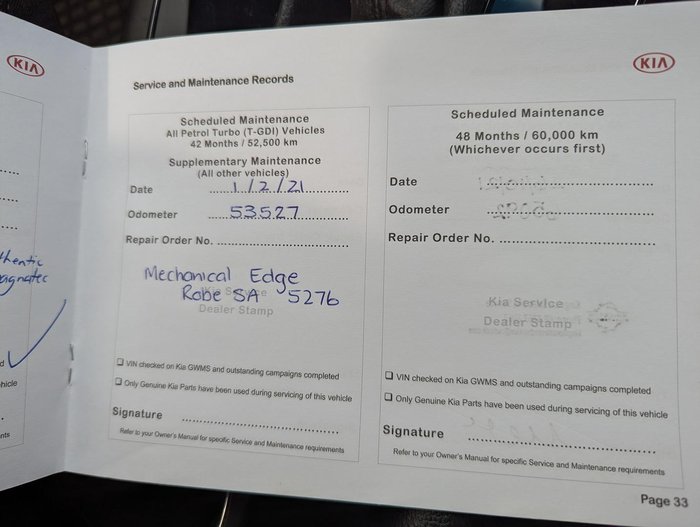 KIA
Service and Maintenance Records
Scheduled Maintenance
All Petrol Turbo (T-GDI) Vehicles
42 Months / 52,500 km
Supplementary Maintenance
(All other vehicles)
Date 1/2/21
Odometer 53527
Repair Order No.
Mechanical Edge
Robe SA 5276
Kia Service
Dealer Stamp
❑ VIN checked on Kia GWMS and outstanding campaigns completed
❑ Only Genuine Kia Parts have been used during servicing of this vehicle
Signature
Refer to your Owner's Manual for specific Service and Maintenance requirements
KIA
Scheduled Maintenance
48 Months / 60,000 km
(Whichever occurs first)
Date
Odometer
Repair Order No.
Kia Service
Dealer Stamp
❑ VIN checked on Kia GWMS and outstanding campaigns completed
❑ Only Genuine Kia Parts have been used during servicing of this vehicle
Signature
Refer to your Owner's Manual for specific Service and Maintenance requirements
Page 33